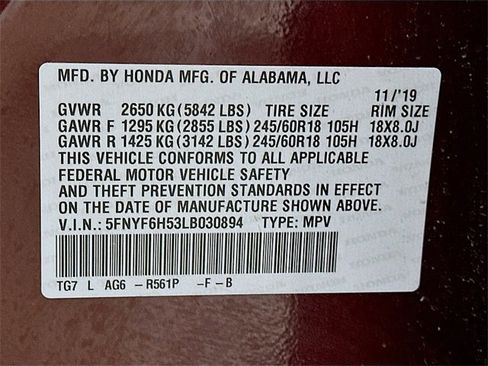 MFD. BY HONDA MFG. OF ALABAMA, LLC
11/'19
GVWR 2650 KG (5842 LBS) TIRE SIZE RIM SIZE
GAWR F 1295 KG (2855 LBS) 245/60R18 105H 18X8.0J
GAWR R 1425 KG (3142 LBS) 245/60R18 105H 18X8.0J
THIS VEHICLE CONFORMS TO ALL APPLICABLE
FEDERAL MOTOR VEHICLE SAFETY
AND THEFT PREVENTION STANDARDS IN EFFECT
ON THE DATE OF MANUFACTURE SHOWN ABOVE.
V.I.N.: 5FNYF6H53LB030894 TYPE: MPV
TG7 L AG6 – R561P –F – B